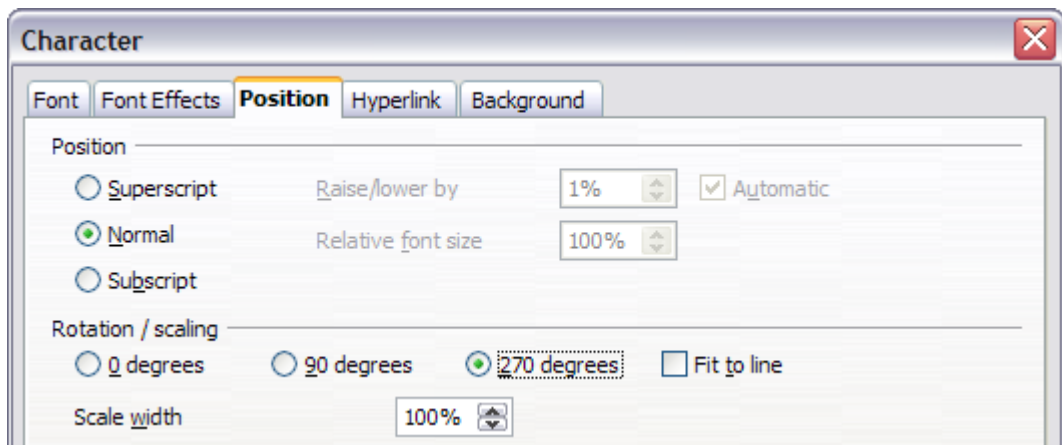 Character
Font Font Effects Position Hyperlink Background
Position
Superscript Raise/lower by 1% Automatic
Normal Relative font size 100%
Subscript
Rotation / scaling
0 degrees 90 degrees 270 degrees Fit to line
Scale width 100%